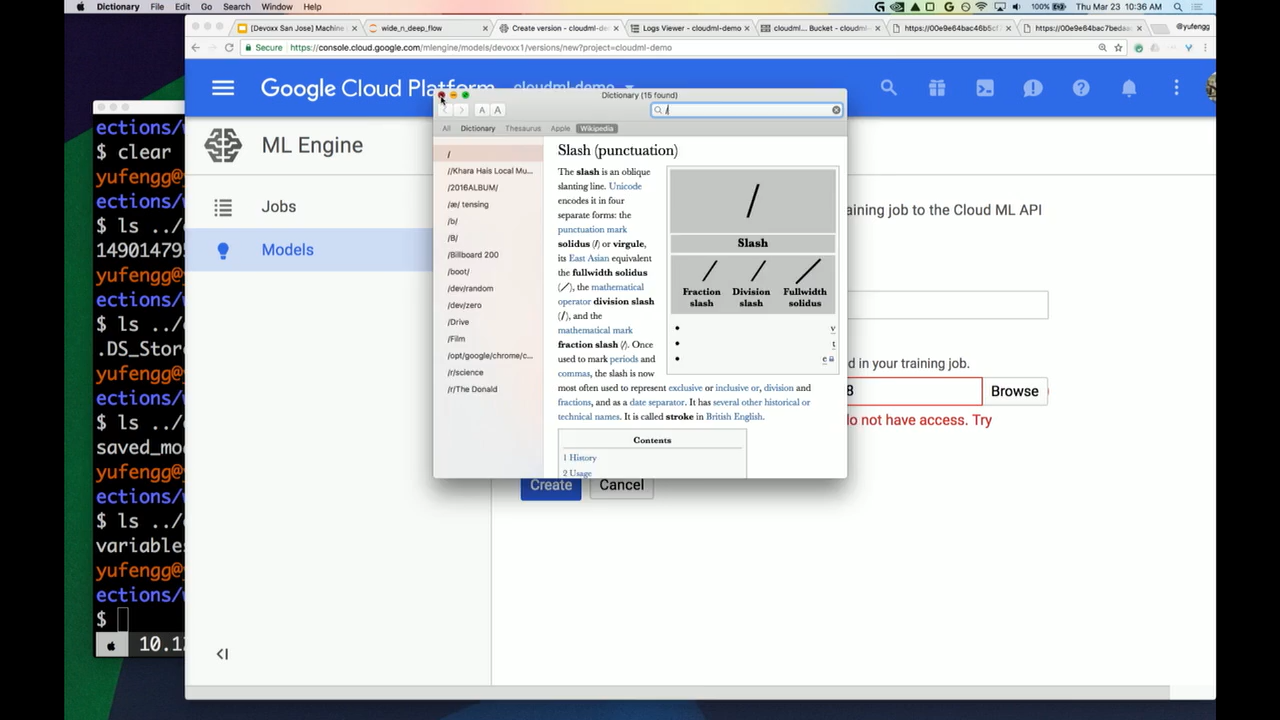 Dictionary File Edit Go Search Window Help
100% Thu Mar 23 10:36 AM
[Devoxx San Jose] Machine
wide_n_deep_flow
Create version - cloudml-de
Logs Viewer - cloudml-demo
cloudml... Bucket - cloudml-
https://00e9e64bac46b5cf
https://00e9e64bac7bedaa
@yufengg
Secure https://console.cloud.google.com/mlengine/models/devoxx1/versions/new?project=cloudml-demo
Google Cloud Platform cloudml-demo
ML Engine
Jobs
Models
aining job to the Cloud ML API
d in your training job.
8 Browse
do not have access. Try
Create Cancel
ections/
$ clear
yufengg@
ections/
$ ls ../
149014795
yufengg@
ections/
$ ls ../
.DS_Store
yufengg@
ections/
$ ls ../
saved_mo
yufengg@
ections/
$ ls ../
variables
yufengg@
ections/
$
10.12
Dictionary (15 found)
A A
/
All Dictionary Thesaurus Apple Wikipedia
/
//Khara Hais Local Mu...
/2016ALBUM/
/æ/ tensing
/b/
/B/
/Billboard 200
/boot/
/dev/random
/dev/zero
/Drive
/Film
/opt/google/chrome/c...
/r/science
/r/The Donald
Slash (punctuation)
The slash is an oblique
slanting line. Unicode
encodes it in four
separate forms: the
punctuation mark
solidus (/) or virgule,
its East Asian equivalent
the fullwidth solidus
(／), the mathematical
operator division slash
(∕), and the
mathematical mark
fraction slash (⁄). Once
used to mark periods and
commas, the slash is now
most often used to represent exclusive or inclusive or, division and
fractions, and as a date separator. It has several other historical or
technical names. It is called stroke in British English.
/
Slash
⁄ ∕ ／
Fraction slash
Division slash
Fullwidth solidus
• v
• t
• e
Contents
1 History
2 Usage